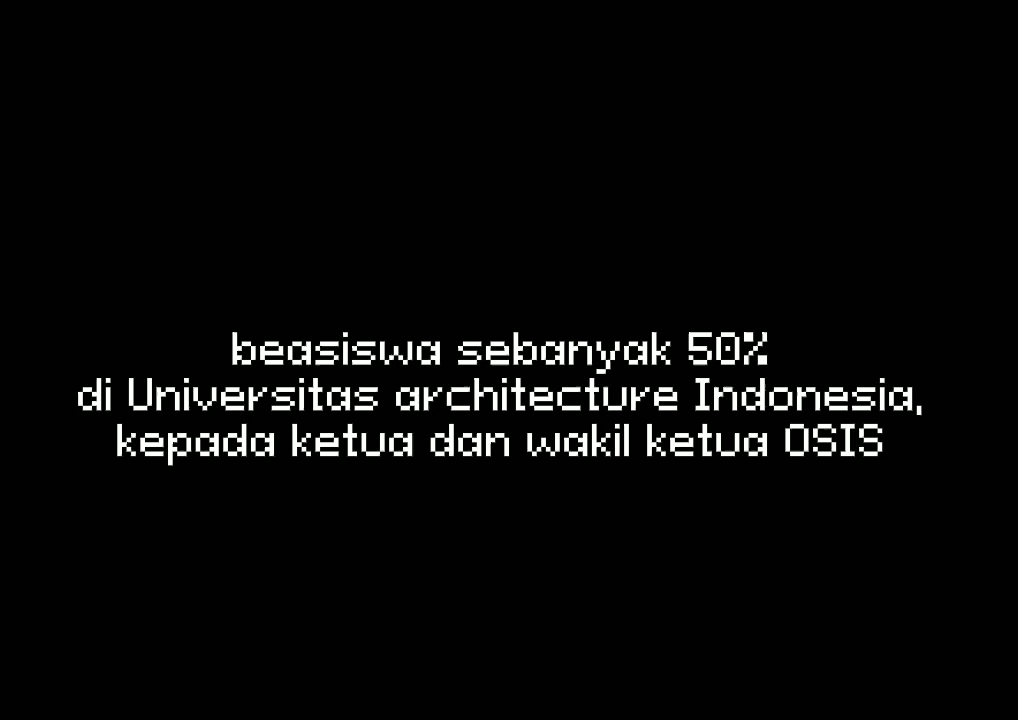 beasiswa sebanyak 50%
di Universitas architecture Indonesia,
kepada ketua dan wakil ketua OSIS